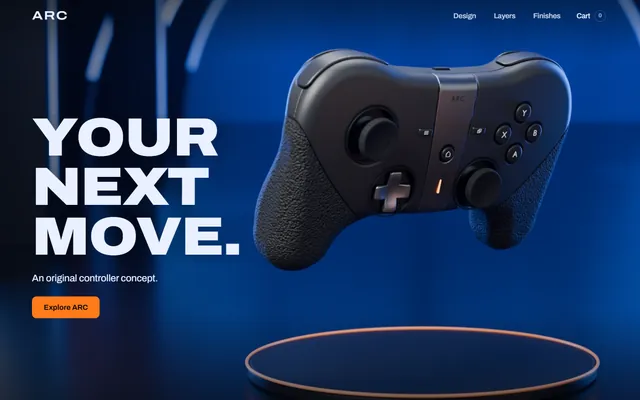 ARC
Design Layers Finishes Cart 0
YOUR
NEXT
MOVE.
An original controller concept.
Explore ARC
ARC
Y
X B
A